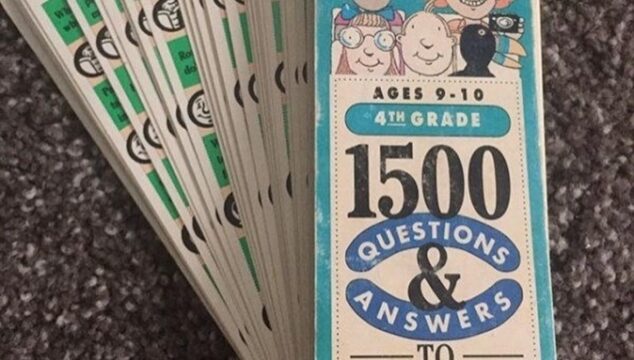 AGES 9-10
4TH GRADE
1500
QUESTIONS
&
ANSWERS
TO